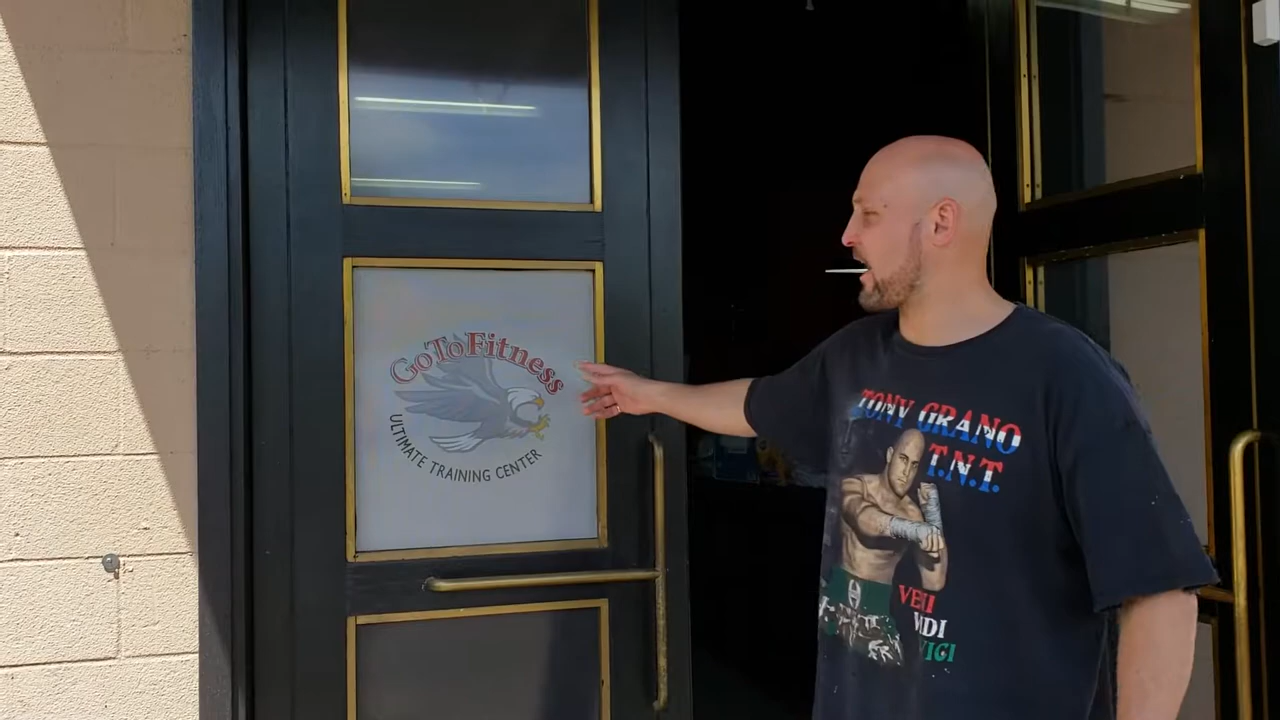 GoToFitness
ULTIMATE TRAINING CENTER
TONY GRANO
T.N.T.
VENI
VIDI
VICI